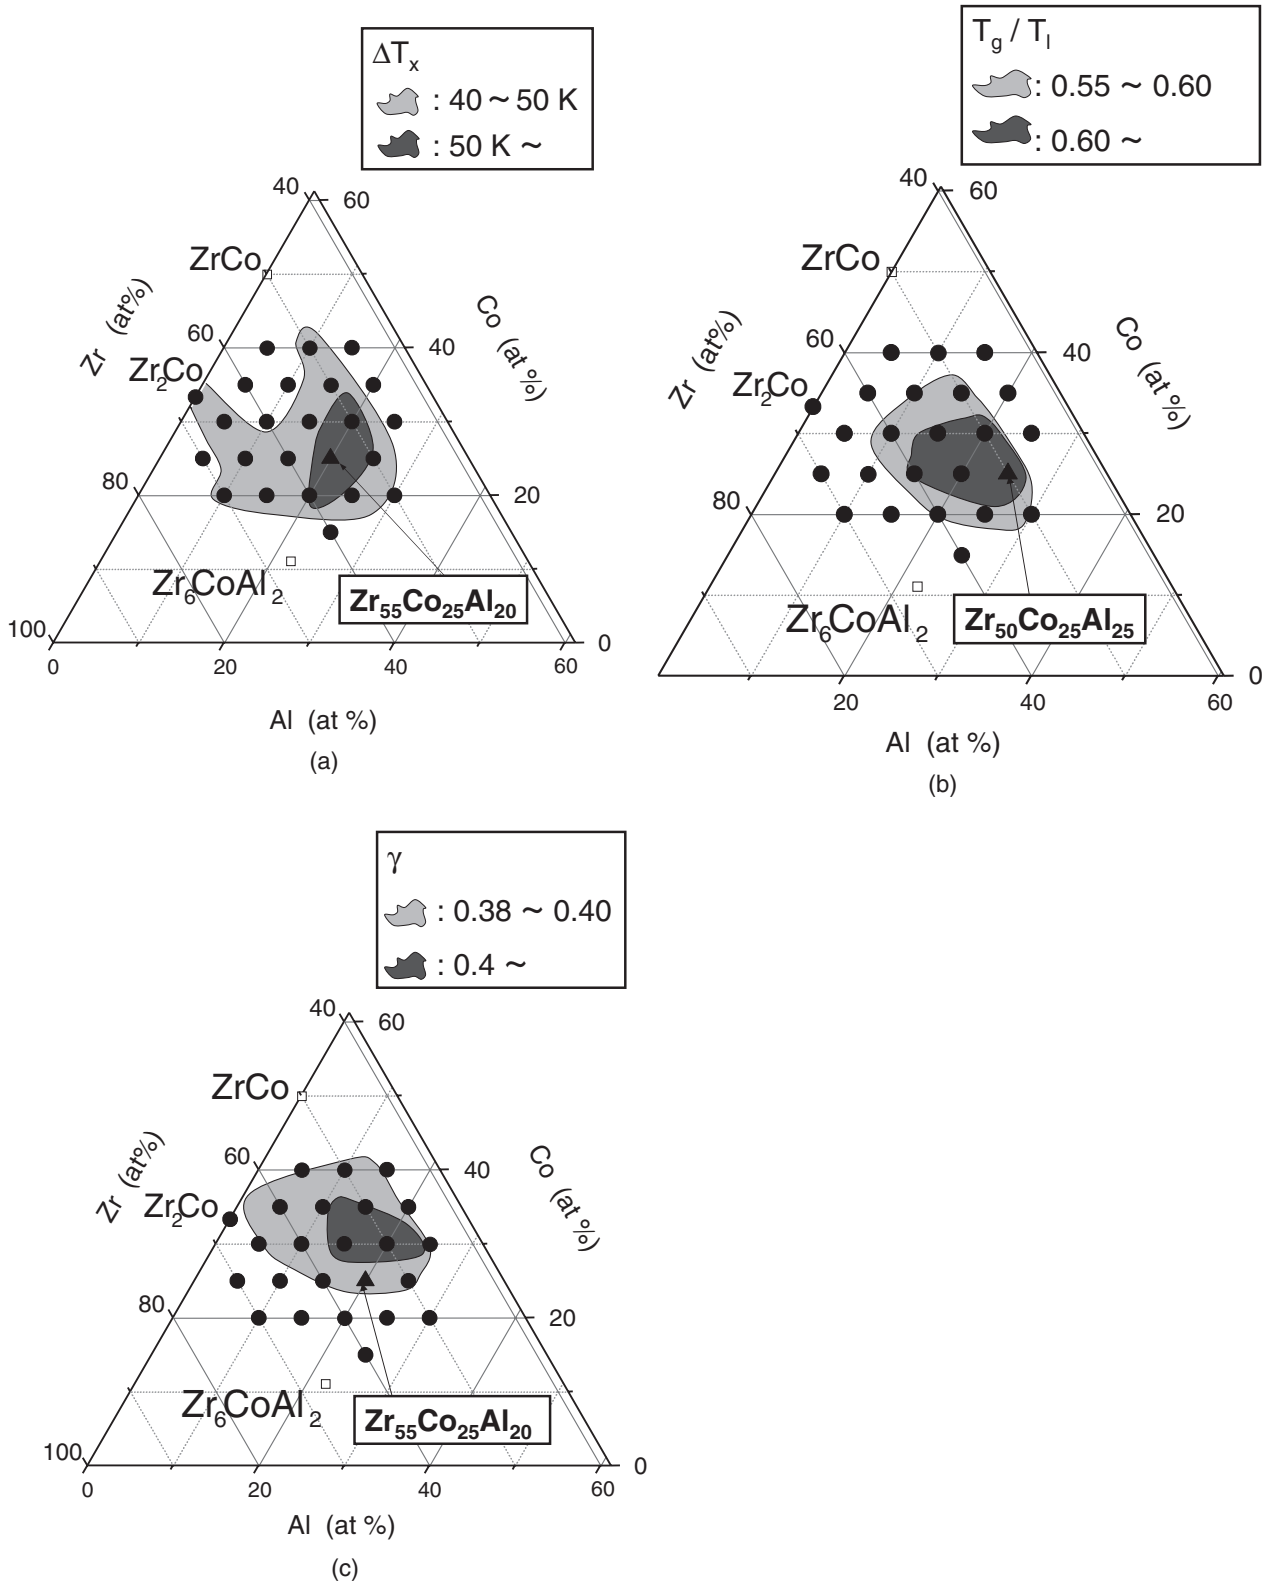 ΔTₓ
: 40 ~ 50 K
: 50 K ~
40
60
ZrCo
Zr (at%)
Co (at %)
60
40
Zr₂Co
80
20
Zr₆CoAl₂
Zr₅₅Co₂₅Al₂₀
100
0
0
20
40
60
Al (at %)
(a)
T_g / T_l
: 0.55 ~ 0.60
: 0.60 ~
40
60
ZrCo
Zr (at%)
Co (at %)
60
40
Zr₂Co
80
20
Zr₆CoAl₂
Zr₅₀Co₂₅Al₂₅
0
20
40
60
Al (at %)
(b)
γ
: 0.38 ~ 0.40
: 0.4 ~
40
60
ZrCo
Zr (at%)
Co (at %)
60
40
Zr₂Co
80
20
Zr₆CoAl₂
Zr₅₅Co₂₅Al₂₀
100
0
0
20
40
60
Al (at %)
(c)